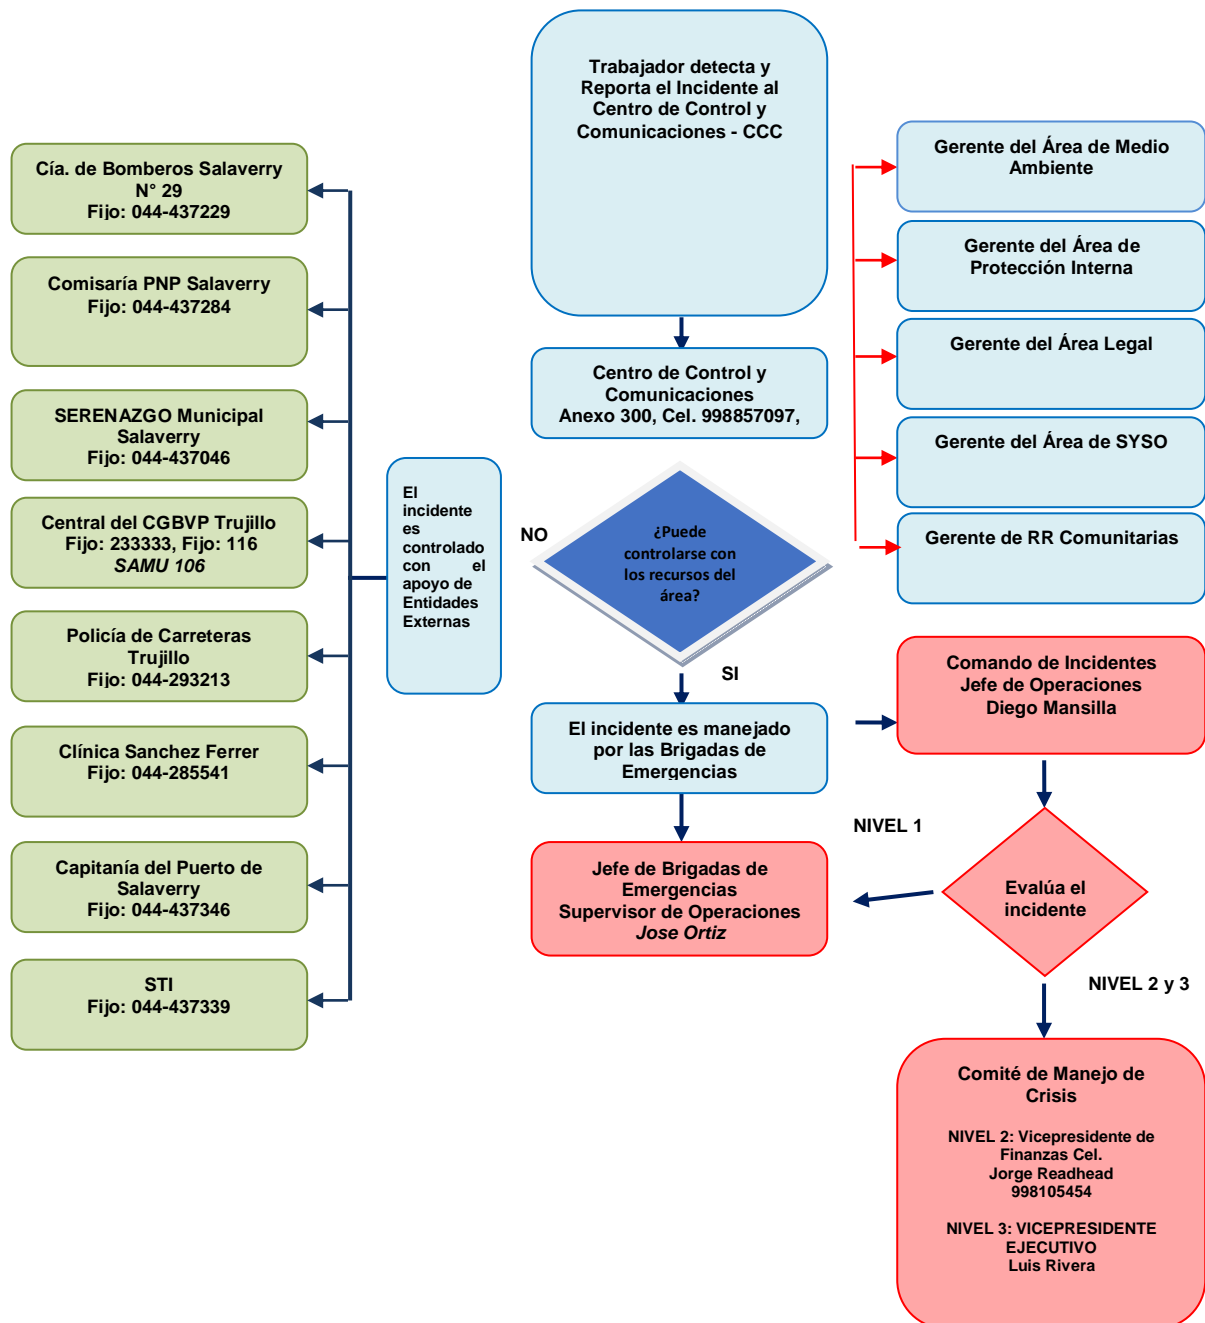 Trabajador detecta y
Reporta el Incidente al
Centro de Control y
Comunicaciones - CCC
Centro de Control y
Comunicaciones
Anexo 300, Cel. 998857097,
¿Puede
controlarse con
los recursos del
área?
NO
SI
El
incidente
es
controlado
con el
apoyo de
Entidades
Externas
Cía. de Bomberos Salaverry
N° 29
Fijo: 044-437229
Comisaría PNP Salaverry
Fijo: 044-437284
SERENAZGO Municipal
Salaverry
Fijo: 044-437046
Central del CGBVP Trujillo
Fijo: 233333, Fijo: 116
SAMU 106
Policía de Carreteras
Trujillo
Fijo: 044-293213
Clínica Sanchez Ferrer
Fijo: 044-285541
Capitanía del Puerto de
Salaverry
Fijo: 044-437346
STI
Fijo: 044-437339
El incidente es manejado
por las Brigadas de
Emergencias
Jefe de Brigadas de
Emergencias
Supervisor de Operaciones
Jose Ortiz
Gerente del Área de Medio
Ambiente
Gerente del Área de
Protección Interna
Gerente del Área Legal
Gerente del Área de SYSO
Gerente de RR Comunitarias
Comando de Incidentes
Jefe de Operaciones
Diego Mansilla
NIVEL 1
Evalúa el
incidente
NIVEL 2 y 3
Comité de Manejo de
Crisis
NIVEL 2: Vicepresidente de
Finanzas Cel.
Jorge Readhead
998105454
NIVEL 3: VICEPRESIDENTE
EJECUTIVO
Luis Rivera